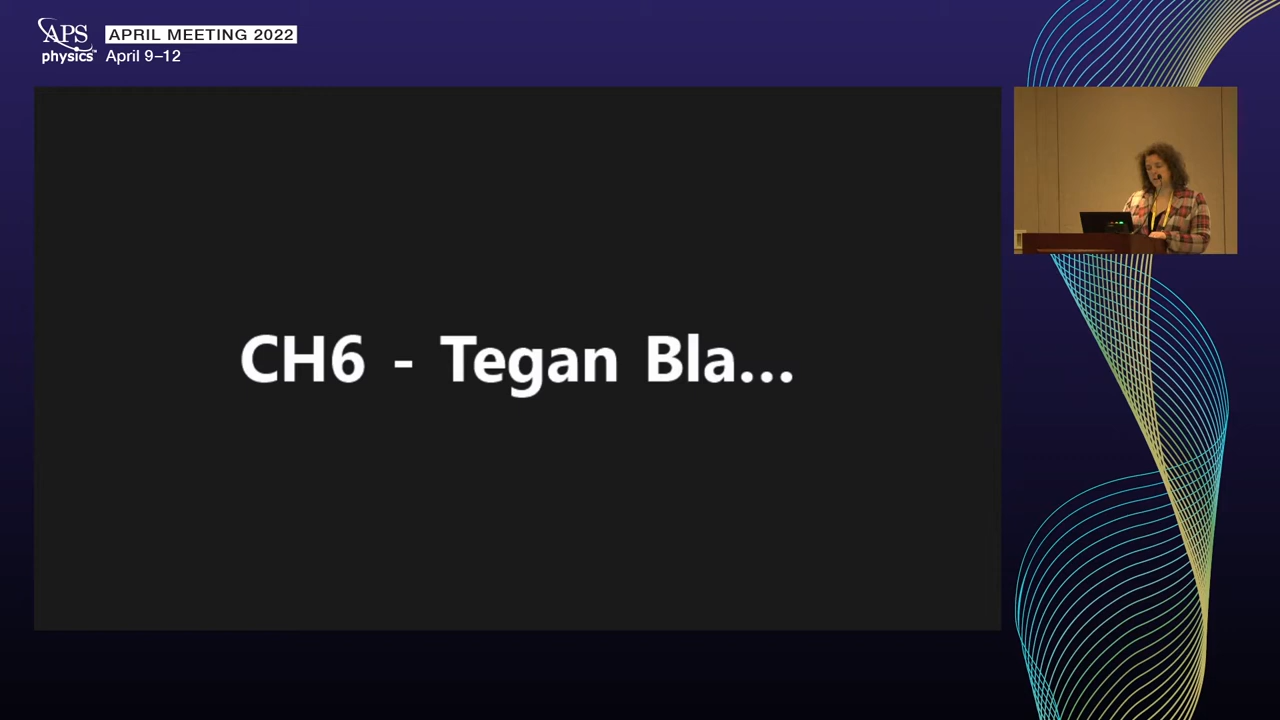 APS
physics
APRIL MEETING 2022
April 9–12
CH6 - Tegan Bla...